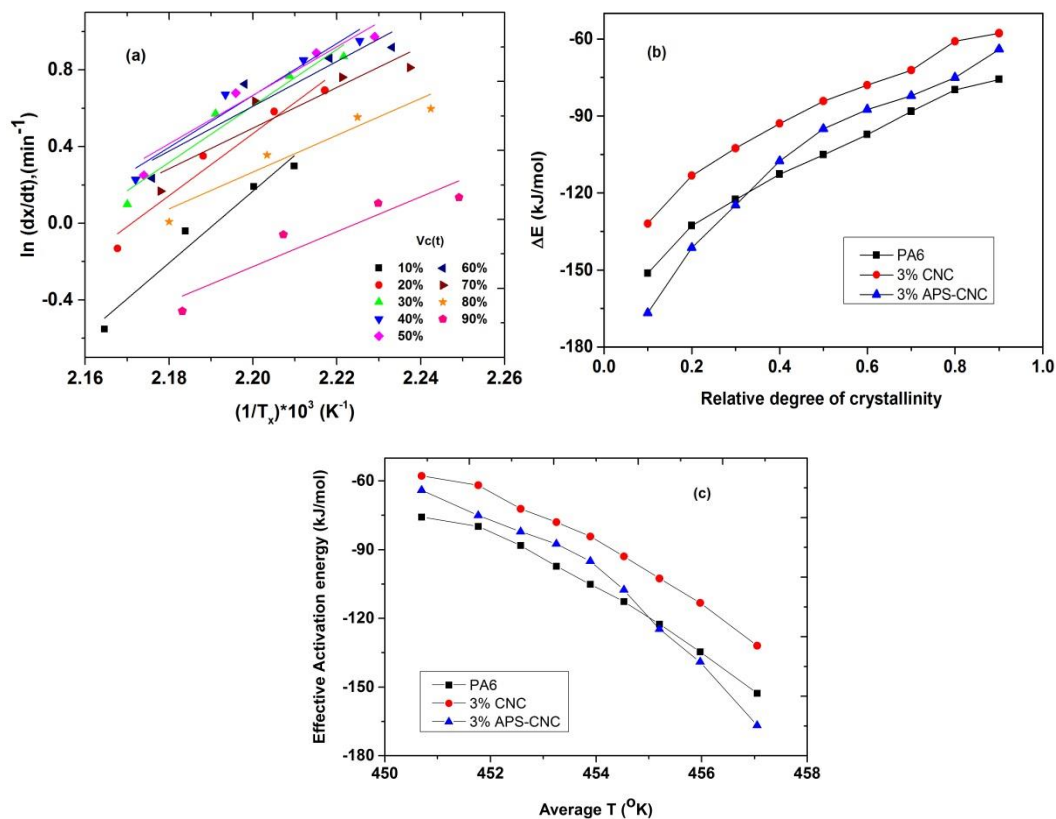 (a)
ln (dx/dt),(min⁻¹)
0.8
0.4
0.0
-0.4
Vc(t)
10% 60%
20% 70%
30% 80%
40% 90%
50%
2.16 2.18 2.20 2.22 2.24 2.26
(1/Tₓ)*10³ (K⁻¹)
(b)
ΔE (kJ/mol)
-60
-90
-120
-150
-180
PA6
3% CNC
3% APS-CNC
0.0 0.2 0.4 0.6 0.8 1.0
Relative degree of crystallinity
(c)
Effective Activation energy (kJ/mol)
-60
-90
-120
-150
-180
PA6
3% CNC
3% APS-CNC
450 452 454 456 458
Average T (⁰K)